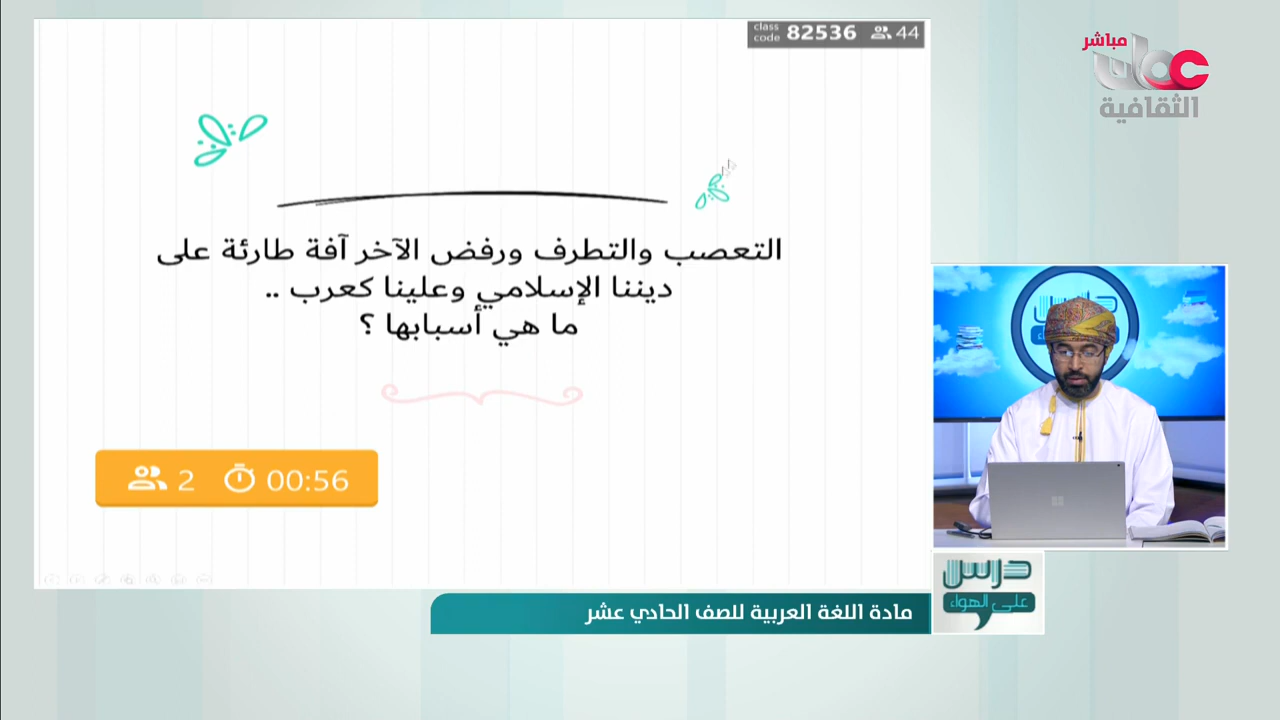 class code 82536 44
مباشر
الثقافية
التعصب والتطرف ورفض الآخر آفة طارئة على
ديننا الإسلامي وعلينا كعرب ..
ما هي أسبابها ؟
2 00:56
درس
على الهواء
مادة اللغة العربية للصف الحادي عشر